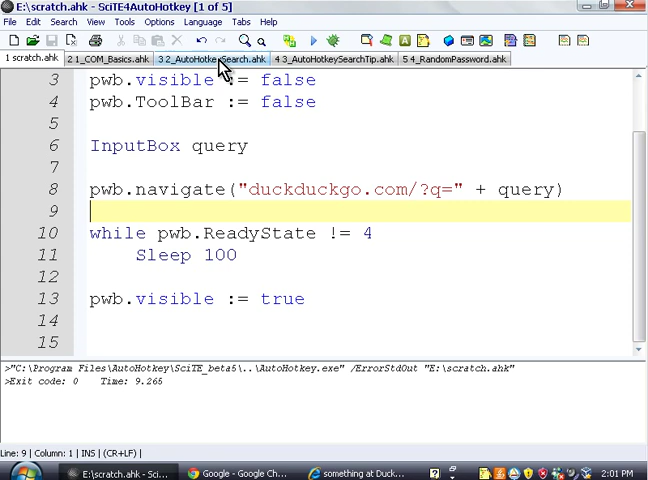 E:\scratch.ahk - SciTE4AutoHotkey [1 of 5]
File Edit Search View Tools Options Language Tabs Help
1 scratch.ahk 2 1_COM_Basics.ahk 3 2_AutoHotkeySearch.ahk 4 3_AutoHotkeySearchTip.ahk 5 4_RandomPassword.ahk
3 pwb.visible := false
4 pwb.ToolBar := false
5
6 InputBox query
7
8 pwb.navigate("duckduckgo.com/?q=" + query)
9
10 while pwb.ReadyState != 4
11 Sleep 100
12
13 pwb.visible := true
14
15
>"C:\Program Files\AutoHotkey\SciTE_beta5\..\AutoHotkey.exe" /ErrorStdOut "E:\scratch.ahk"
>Exit code: 0 Time: 9.265
Line: 9 | Column: 1 | INS | (CR+LF) |
E:\scratch.ahk - Sci... Google - Google Ch... something at Duck... 2:01 PM